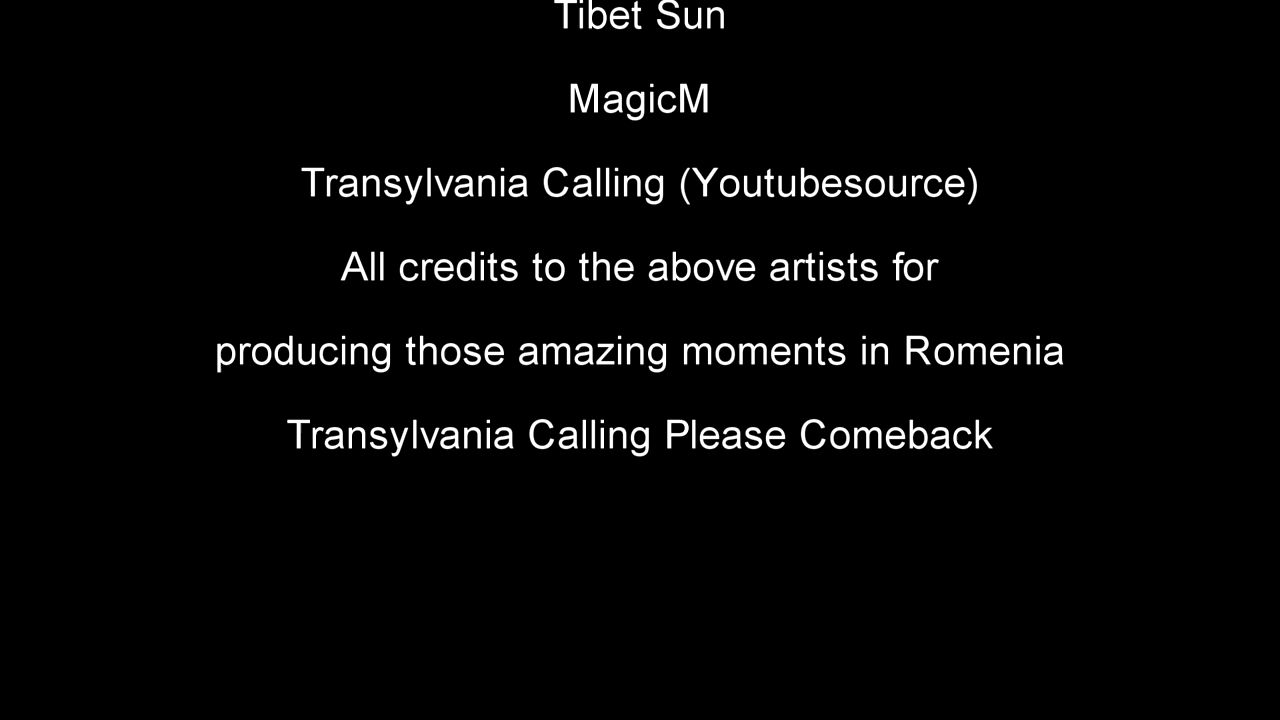 Tibet Sun
MagicM
Transylvania Calling (Youtubesource)
All credits to the above artists for
producing those amazing moments in Romenia
Transylvania Calling Please Comeback